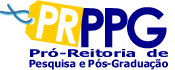 PRPPG
Pró-Reitoria de
Pesquisa e Pós-Graduação